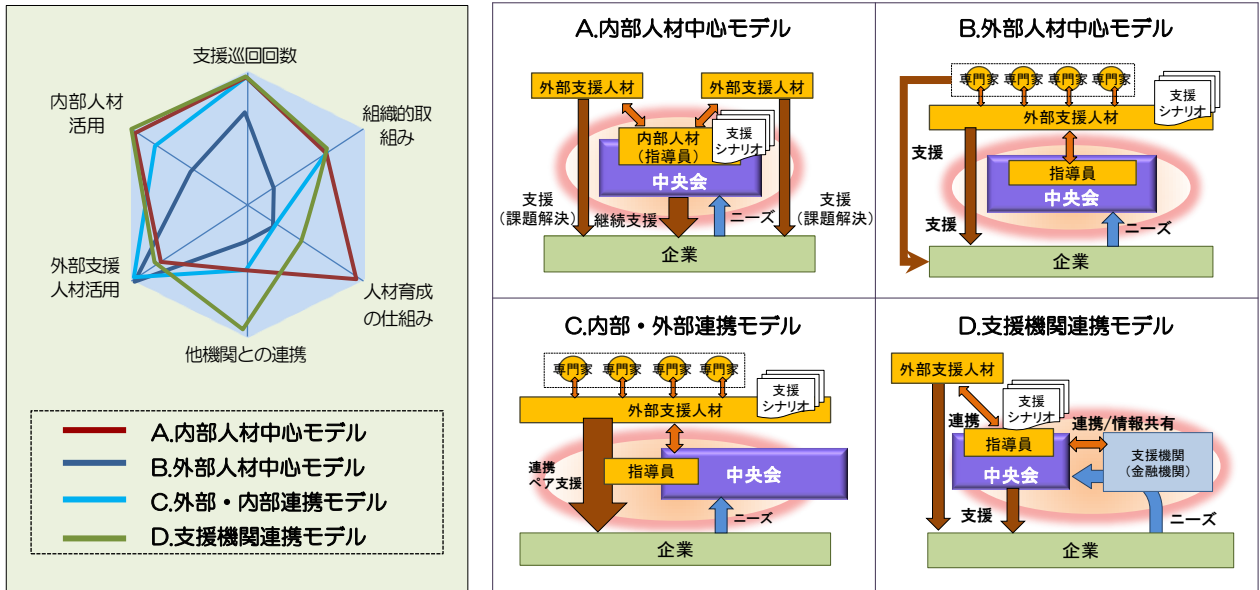 支援巡回回数
組織的取
組み
人材育成
の仕組み
他機関との連携
外部支援
人材活用
内部人材
活用
A.内部人材中心モデル
B.外部人材中心モデル
C.外部・内部連携モデル
D.支援機関連携モデル
A.内部人材中心モデル
外部支援人材
外部支援人材
内部人材
(指導員)
支援
シナリオ
中央会
支援
(課題解決)
継続支援
ニーズ
支援
(課題解決)
企業
B.外部人材中心モデル
専門家
専門家
専門家
専門家
支援
シナリオ
外部支援人材
支援
指導員
中央会
支援
ニーズ
企業
C.内部・外部連携モデル
専門家
専門家
専門家
専門家
支援
シナリオ
外部支援人材
連携
ペア支援
指導員
中央会
ニーズ
企業
D.支援機関連携モデル
外部支援人材
支援
シナリオ
連携
連携/情報共有
指導員
中央会
支援機関
(金融機関)
支援
ニーズ
企業